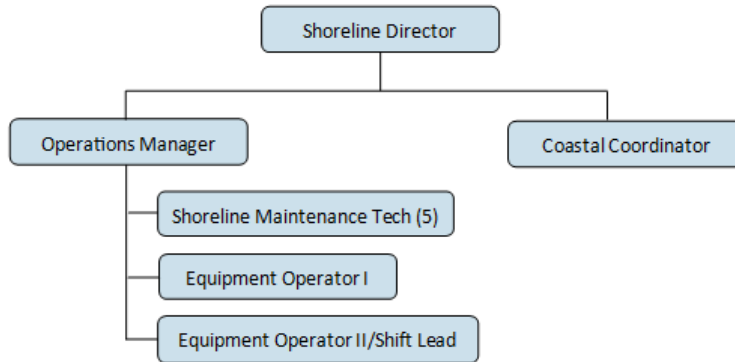 Shoreline Director
Operations Manager
Coastal Coordinator
Shoreline Maintenance Tech (5)
Equipment Operator I
Equipment Operator II/Shift Lead